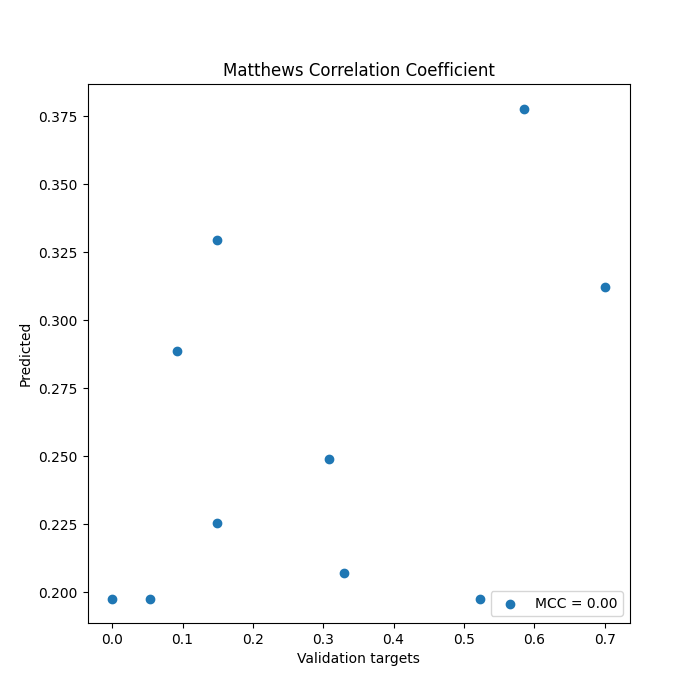 Matthews Correlation Coefficient
0.375
0.350
0.325
0.300
0.275
0.250
0.225
0.200
Predicted
MCC = 0.00
0.0 0.1 0.2 0.3 0.4 0.5 0.6 0.7
Validation targets